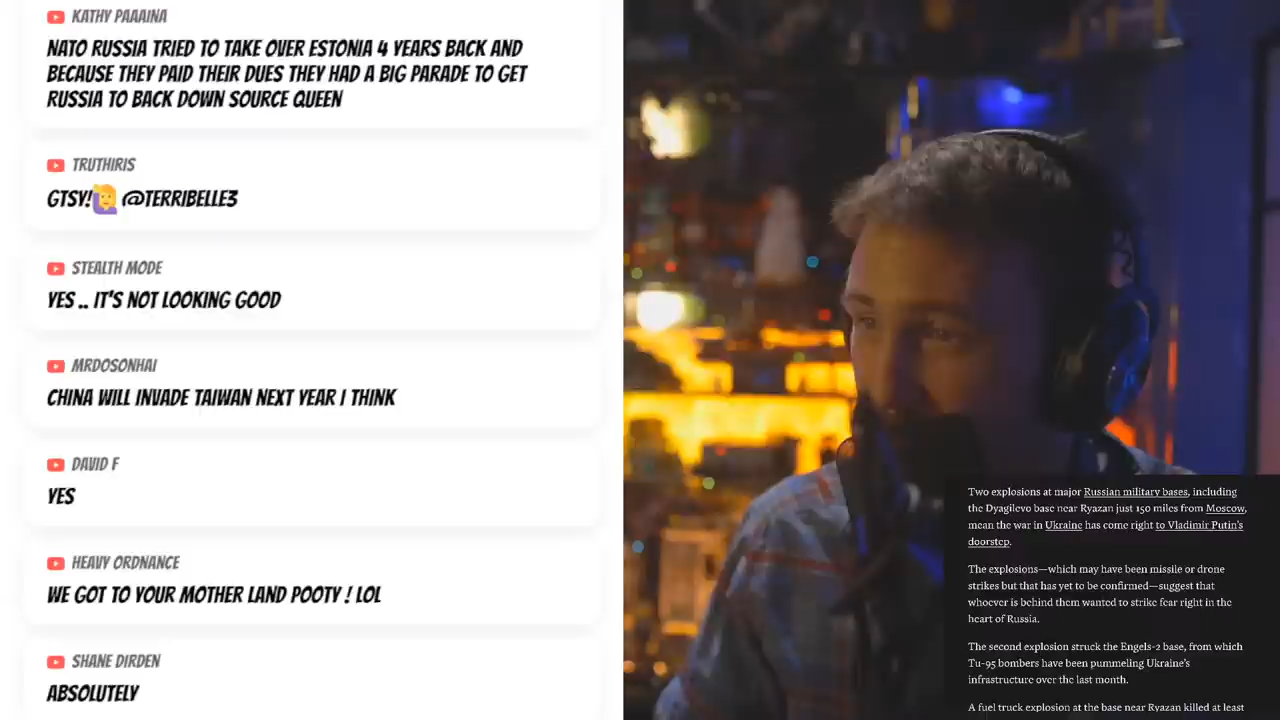 KATHY PAAAINA
NATO RUSSIA TRIED TO TAKE OVER ESTONIA 4 YEARS BACK AND
BECAUSE THEY PAID THEIR DUES THEY HAD A BIG PARADE TO GET
RUSSIA TO BACK DOWN SOURCE QUEEN
TRUTHIRIS
GTSY!🙋 @TERRIBELLE3
STEALTH MODE
YES .. IT'S NOT LOOKING GOOD
MRDOSONHAI
CHINA WILL INVADE TAIWAN NEXT YEAR I THINK
DAVID F
YES
HEAVY ORDNANCE
WE GOT TO YOUR MOTHER LAND POOTY ! LOL
SHANE DIRDEN
ABSOLUTELY
Two explosions at major Russian military bases, including
the Dyagilevo base near Ryazan just 150 miles from Moscow,
mean the war in Ukraine has come right to Vladimir Putin's
doorstep.
The explosions—which may have been missile or drone
strikes but that has yet to be confirmed—suggest that
whoever is behind them wanted to strike fear right in the
heart of Russia.
The second explosion struck the Engels-2 base, from which
Tu-95 bombers have been pummeling Ukraine's
infrastructure over the last month.
A fuel truck explosion at the base near Ryazan killed at least